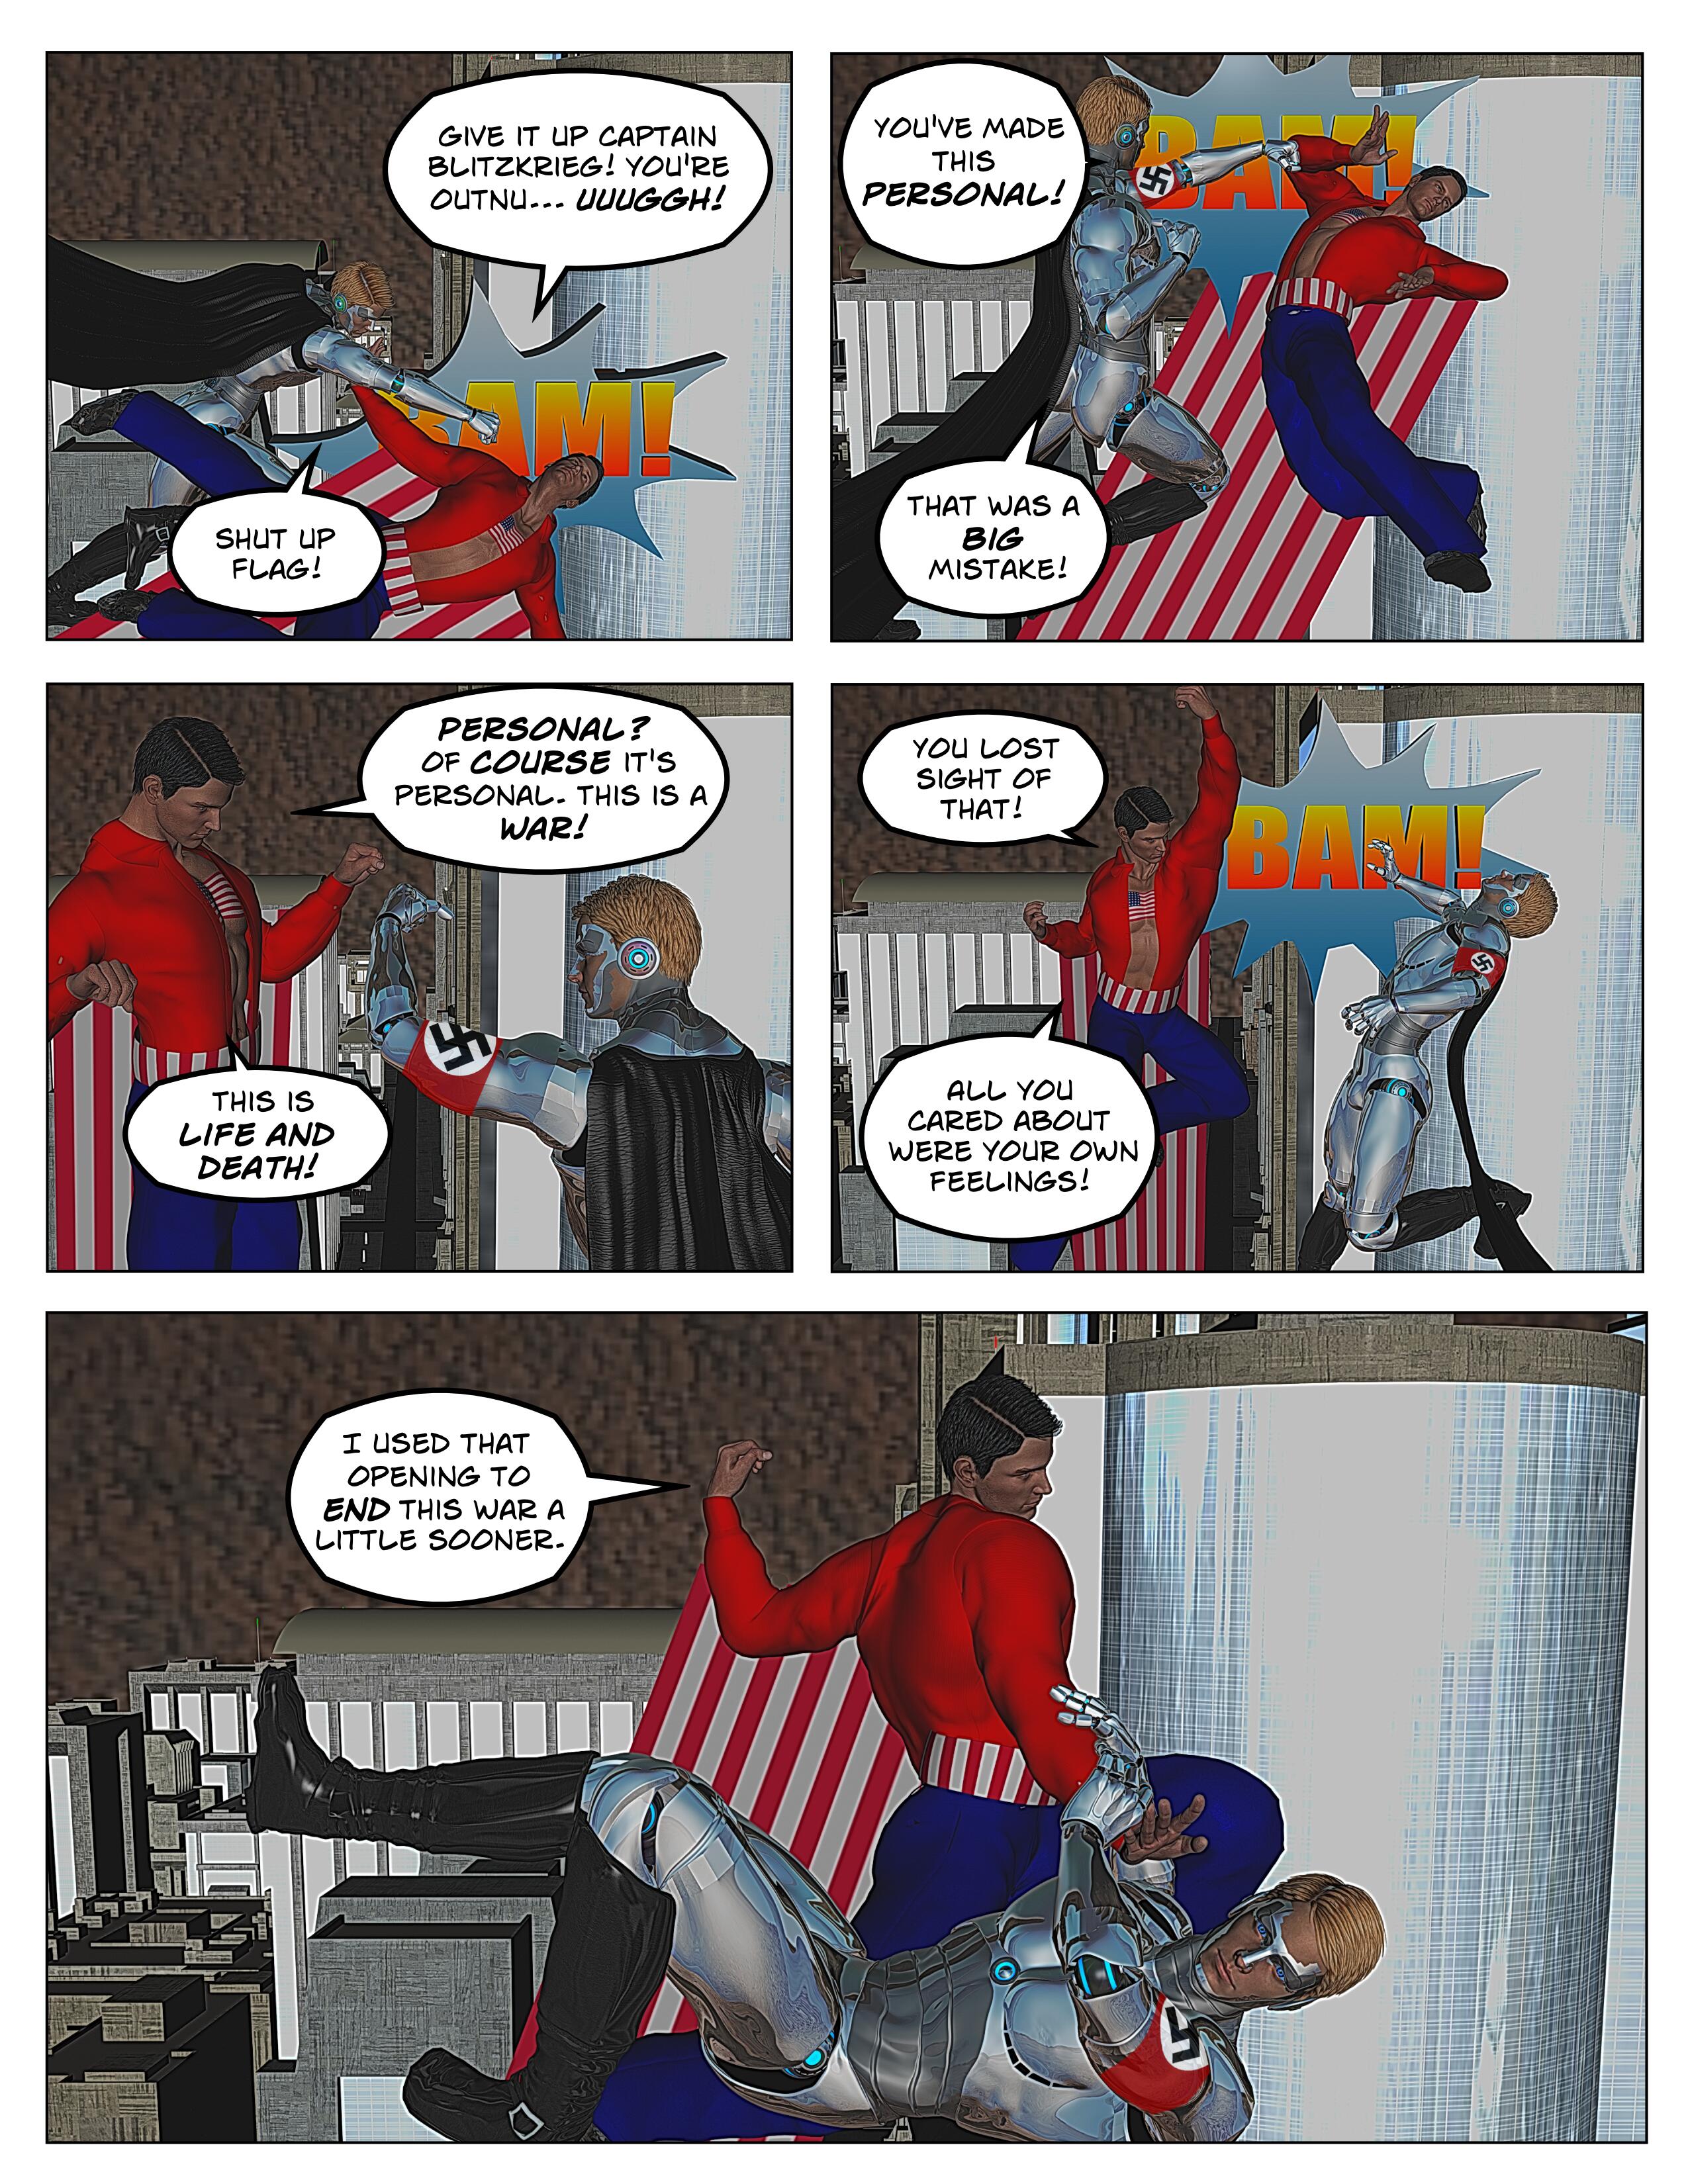 GIVE IT UP CAPTAIN
BLITZKRIEG! YOU'RE
OUTNU... UUUGGH!
BAM!
SHUT UP
FLAG!
YOU'VE MADE
THIS
PERSONAL!
BAM!
THAT WAS A
BIG
MISTAKE!
PERSONAL?
OF COURSE IT'S
PERSONAL. THIS IS A
WAR!
THIS IS
LIFE AND
DEATH!
YOU LOST
SIGHT OF
THAT!
BAM!
ALL YOU
CARED ABOUT
WERE YOUR OWN
FEELINGS!
I USED THAT
OPENING TO
END THIS WAR A
LITTLE SOONER.